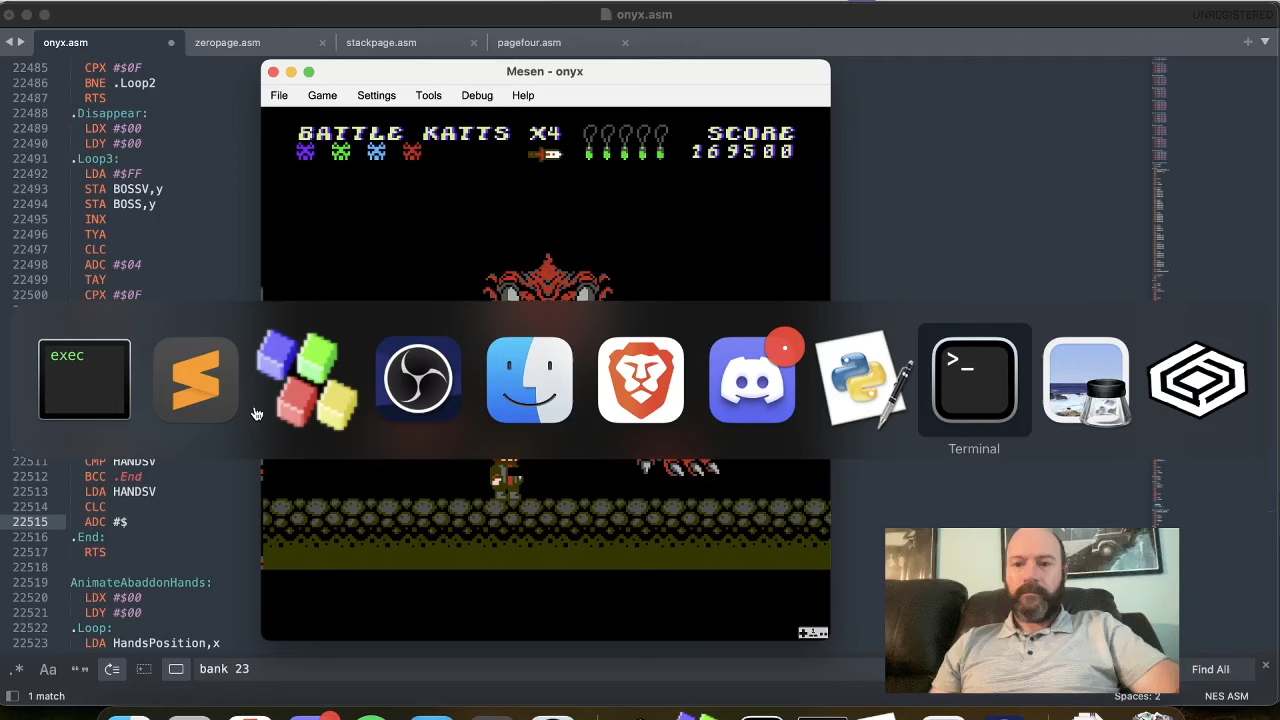 onyx.asm
UNREGISTERED
onyx.asm
zeropage.asm
stackpage.asm
pagefour.asm
22485 CPX #$0F
22486 BNE .Loop2
22487 RTS
22488 .Disappear:
22489 LDX #$00
22490 LDY #$00
22491 .Loop3:
22492 LDA #$FF
22493 STA BOSSV,y
22494 STA BOSS,y
22495 INX
22496 TYA
22497 CLC
22498 ADC #$04
22499 TAY
22500 CPX #$0F
Mesen - onyx
File Game Settings Tools Debug Help
BATTLE KATTS X4 SCORE
169500
exec
>_
Terminal
22511 CMP HANDSV
22512 BCC .End
22513 LDA HANDSV
22514 CLC
22515 ADC #$
22516 .End:
22517 RTS
22518
22519 AnimateAbaddonHands:
22520 LDX #$00
22521 LDY #$00
22522 .Loop:
22523 LDA HandsPosition,x
.* Aa “” bank 23 Find All
1 match Spaces: 2 NES ASM